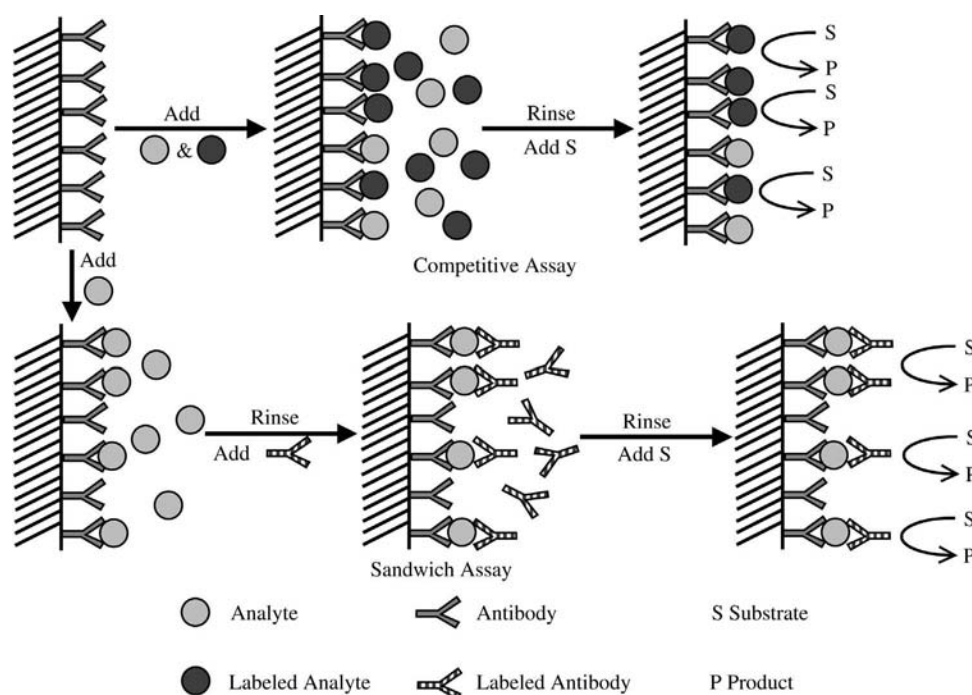 Add
&
Rinse
Add S
S
P
S
P
S
P
Competitive Assay
Add
Rinse
Add
Rinse
Add S
S
P
S
P
S
P
Sandwich Assay
Analyte
Antibody
S Substrate
Labeled Analyte
Labeled Antibody
P Product